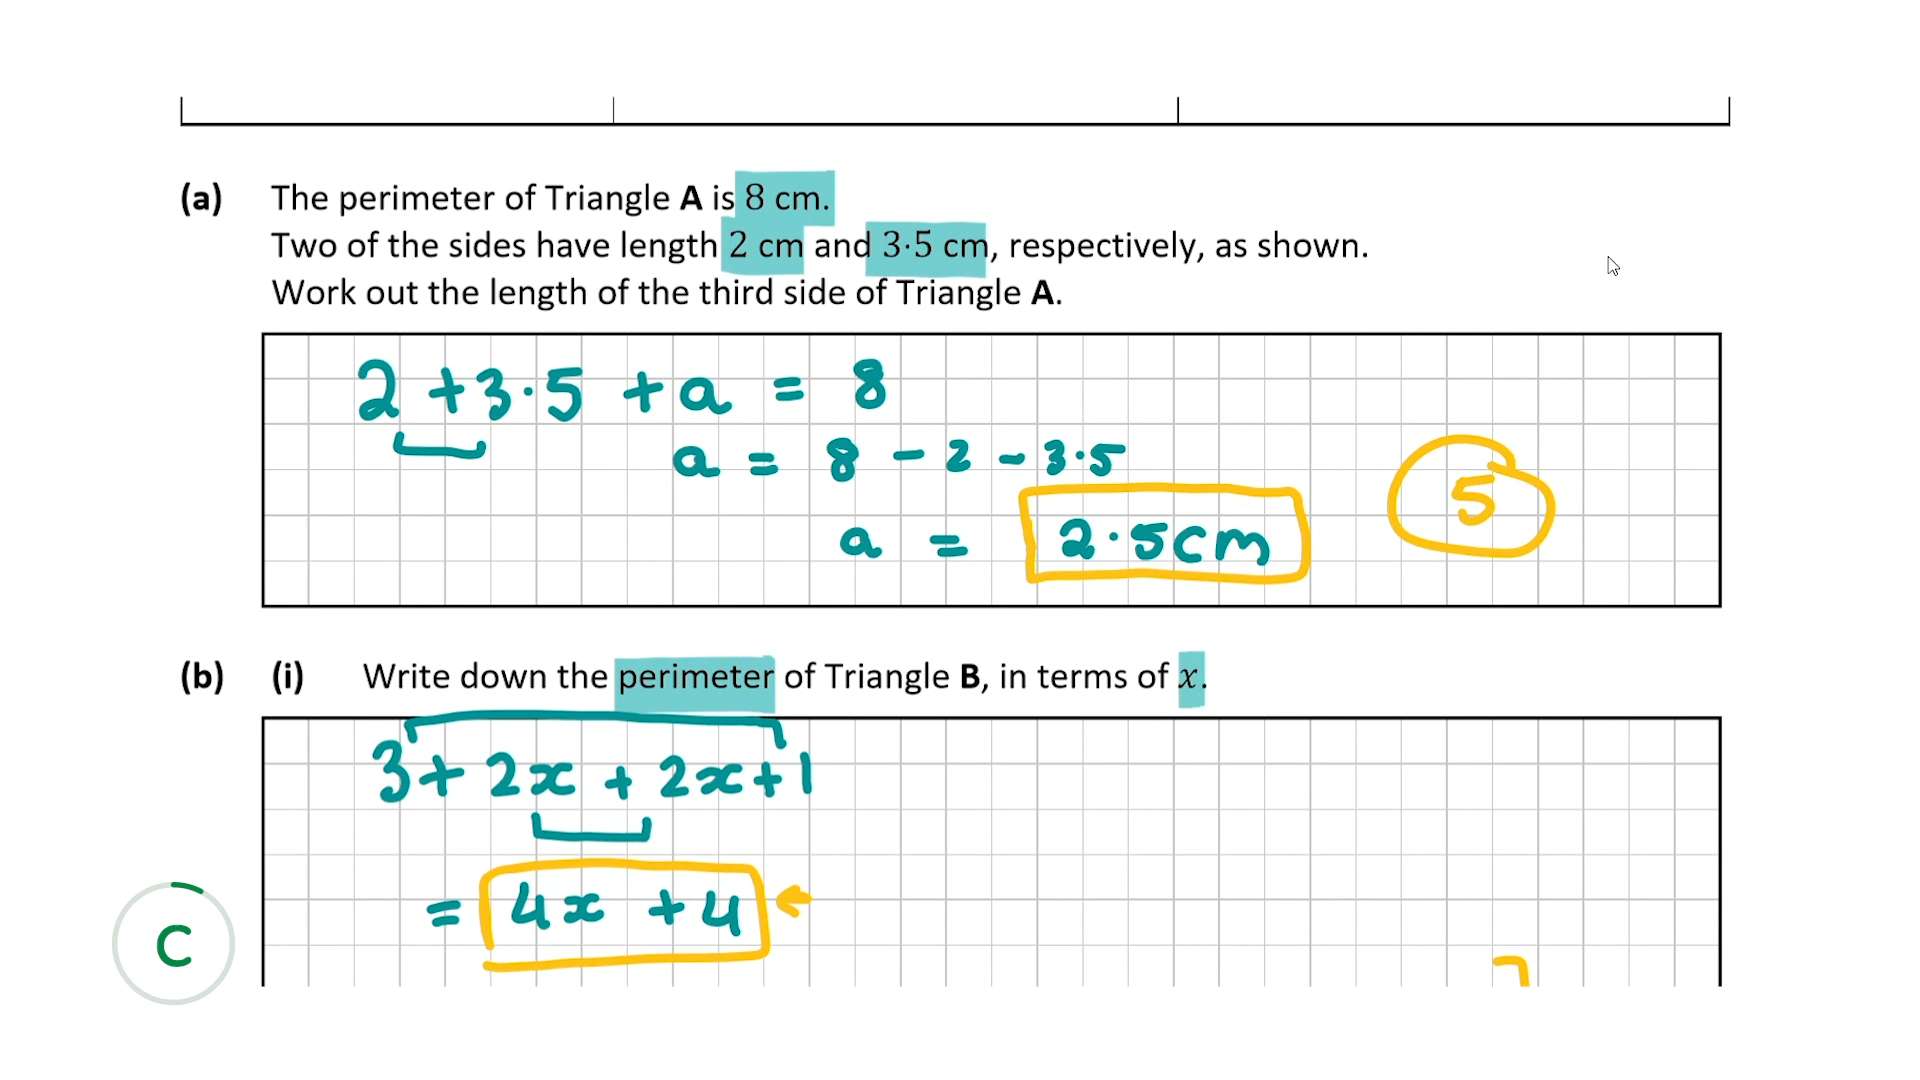 (a) The perimeter of Triangle A is 8 cm.
Two of the sides have length 2 cm and 3·5 cm, respectively, as shown.
Work out the length of the third side of Triangle A.
2 + 3·5 + a = 8
a = 8 - 2 - 3·5
a = 2·5cm
5
(b) (i) Write down the perimeter of Triangle B, in terms of x.
3 + 2x + 2x + 1
= 4x + 4
C